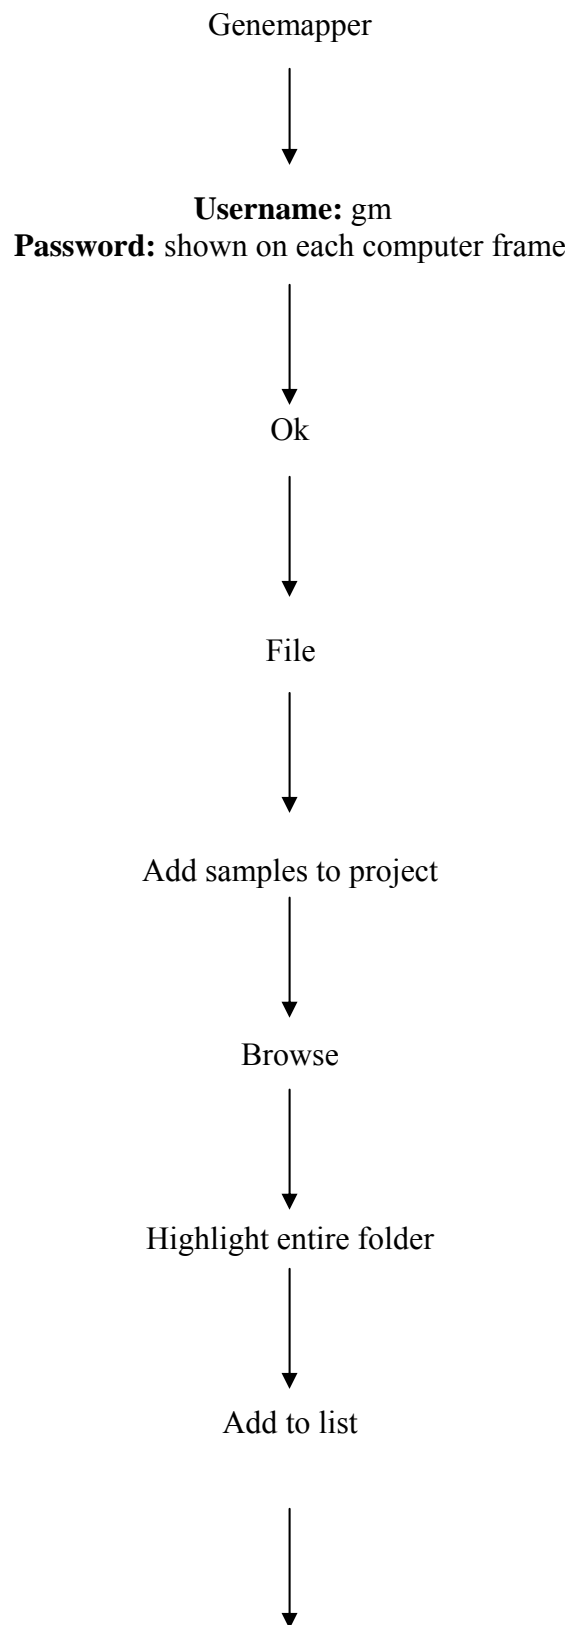 Genemapper
Username: gm
Password: shown on each computer frame
Ok
File
Add samples to project
Browse
Highlight entire folder
Add to list